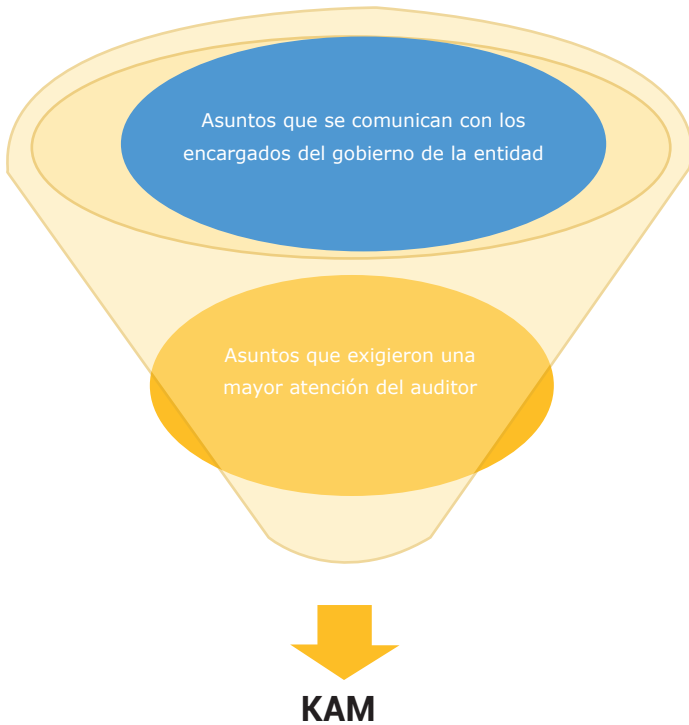 Asuntos que se comunican con los
encargados del gobierno de la entidad
Asuntos que exigieron una
mayor atención del auditor
KAM